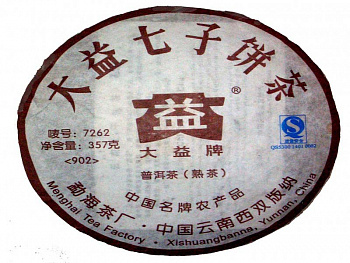 大益七子饼茶
唛号：7262
净含量：357克
<902>
益
®
大益牌
普洱茶（熟茶）
中国名牌农产品
勐海茶厂·中国云南西双版纳
Menghai Tea Factory · Xishuangbanna, Yunnan, China